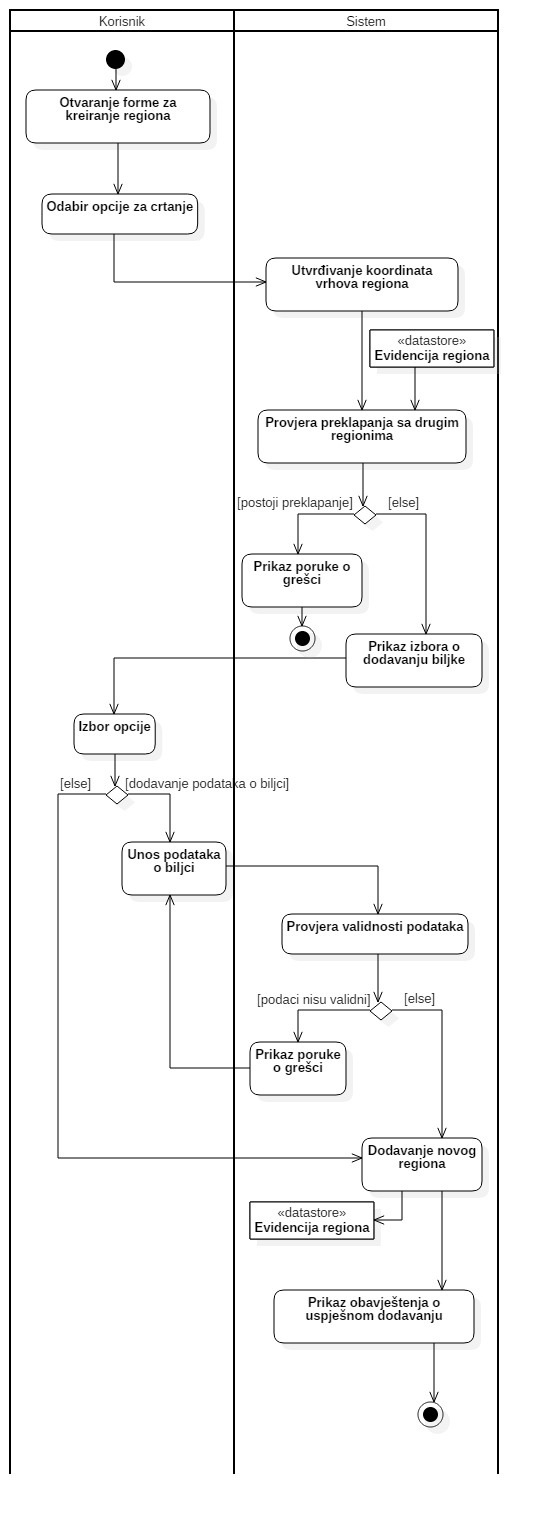 Korisnik
Sistem
Otvaranje forme za
kreiranje regiona
Odabir opcije za crtanje
Utvrđivanje koordinata
vrhova regiona
«datastore»
Evidencija regiona
Provjera preklapanja sa drugim
regionima
[postoji preklapanje]
[else]
Prikaz poruke o
grešci
Prikaz izbora o
dodavanju biljke
Izbor opcije
[else]
[dodavanje podataka o biljci]
Unos podataka
o biljci
Provjera validnosti podataka
[podaci nisu validni]
[else]
Prikaz poruke
o grešci
Dodavanje novog
regiona
«datastore»
Evidencija regiona
Prikaz obavještenja o
uspješnom dodavanju